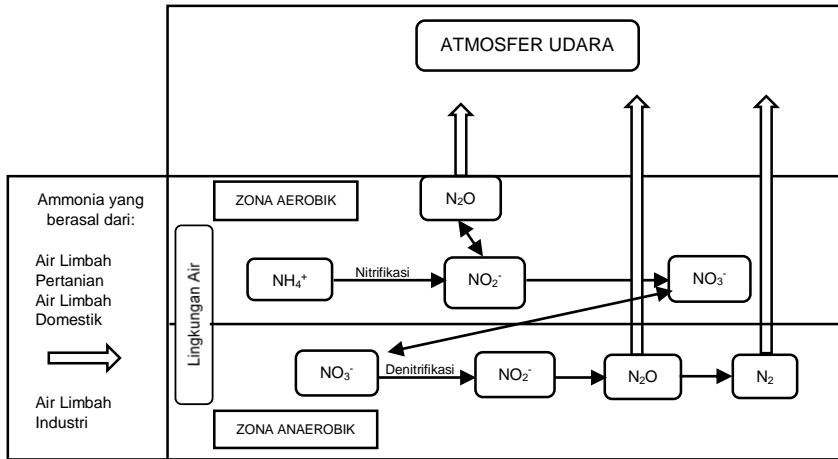 ATMOSFER UDARA
Ammonia yang
berasal dari:
Air Limbah
Pertanian
Air Limbah
Domestik
Air Limbah
Industri
Lingkungan Air
ZONA AEROBIK
N₂O
NH₄⁺
Nitrifikasi
NO₂⁻
NO₃⁻
NO₃⁻
Denitrifikasi
NO₂⁻
N₂O
N₂
ZONA ANAEROBIK